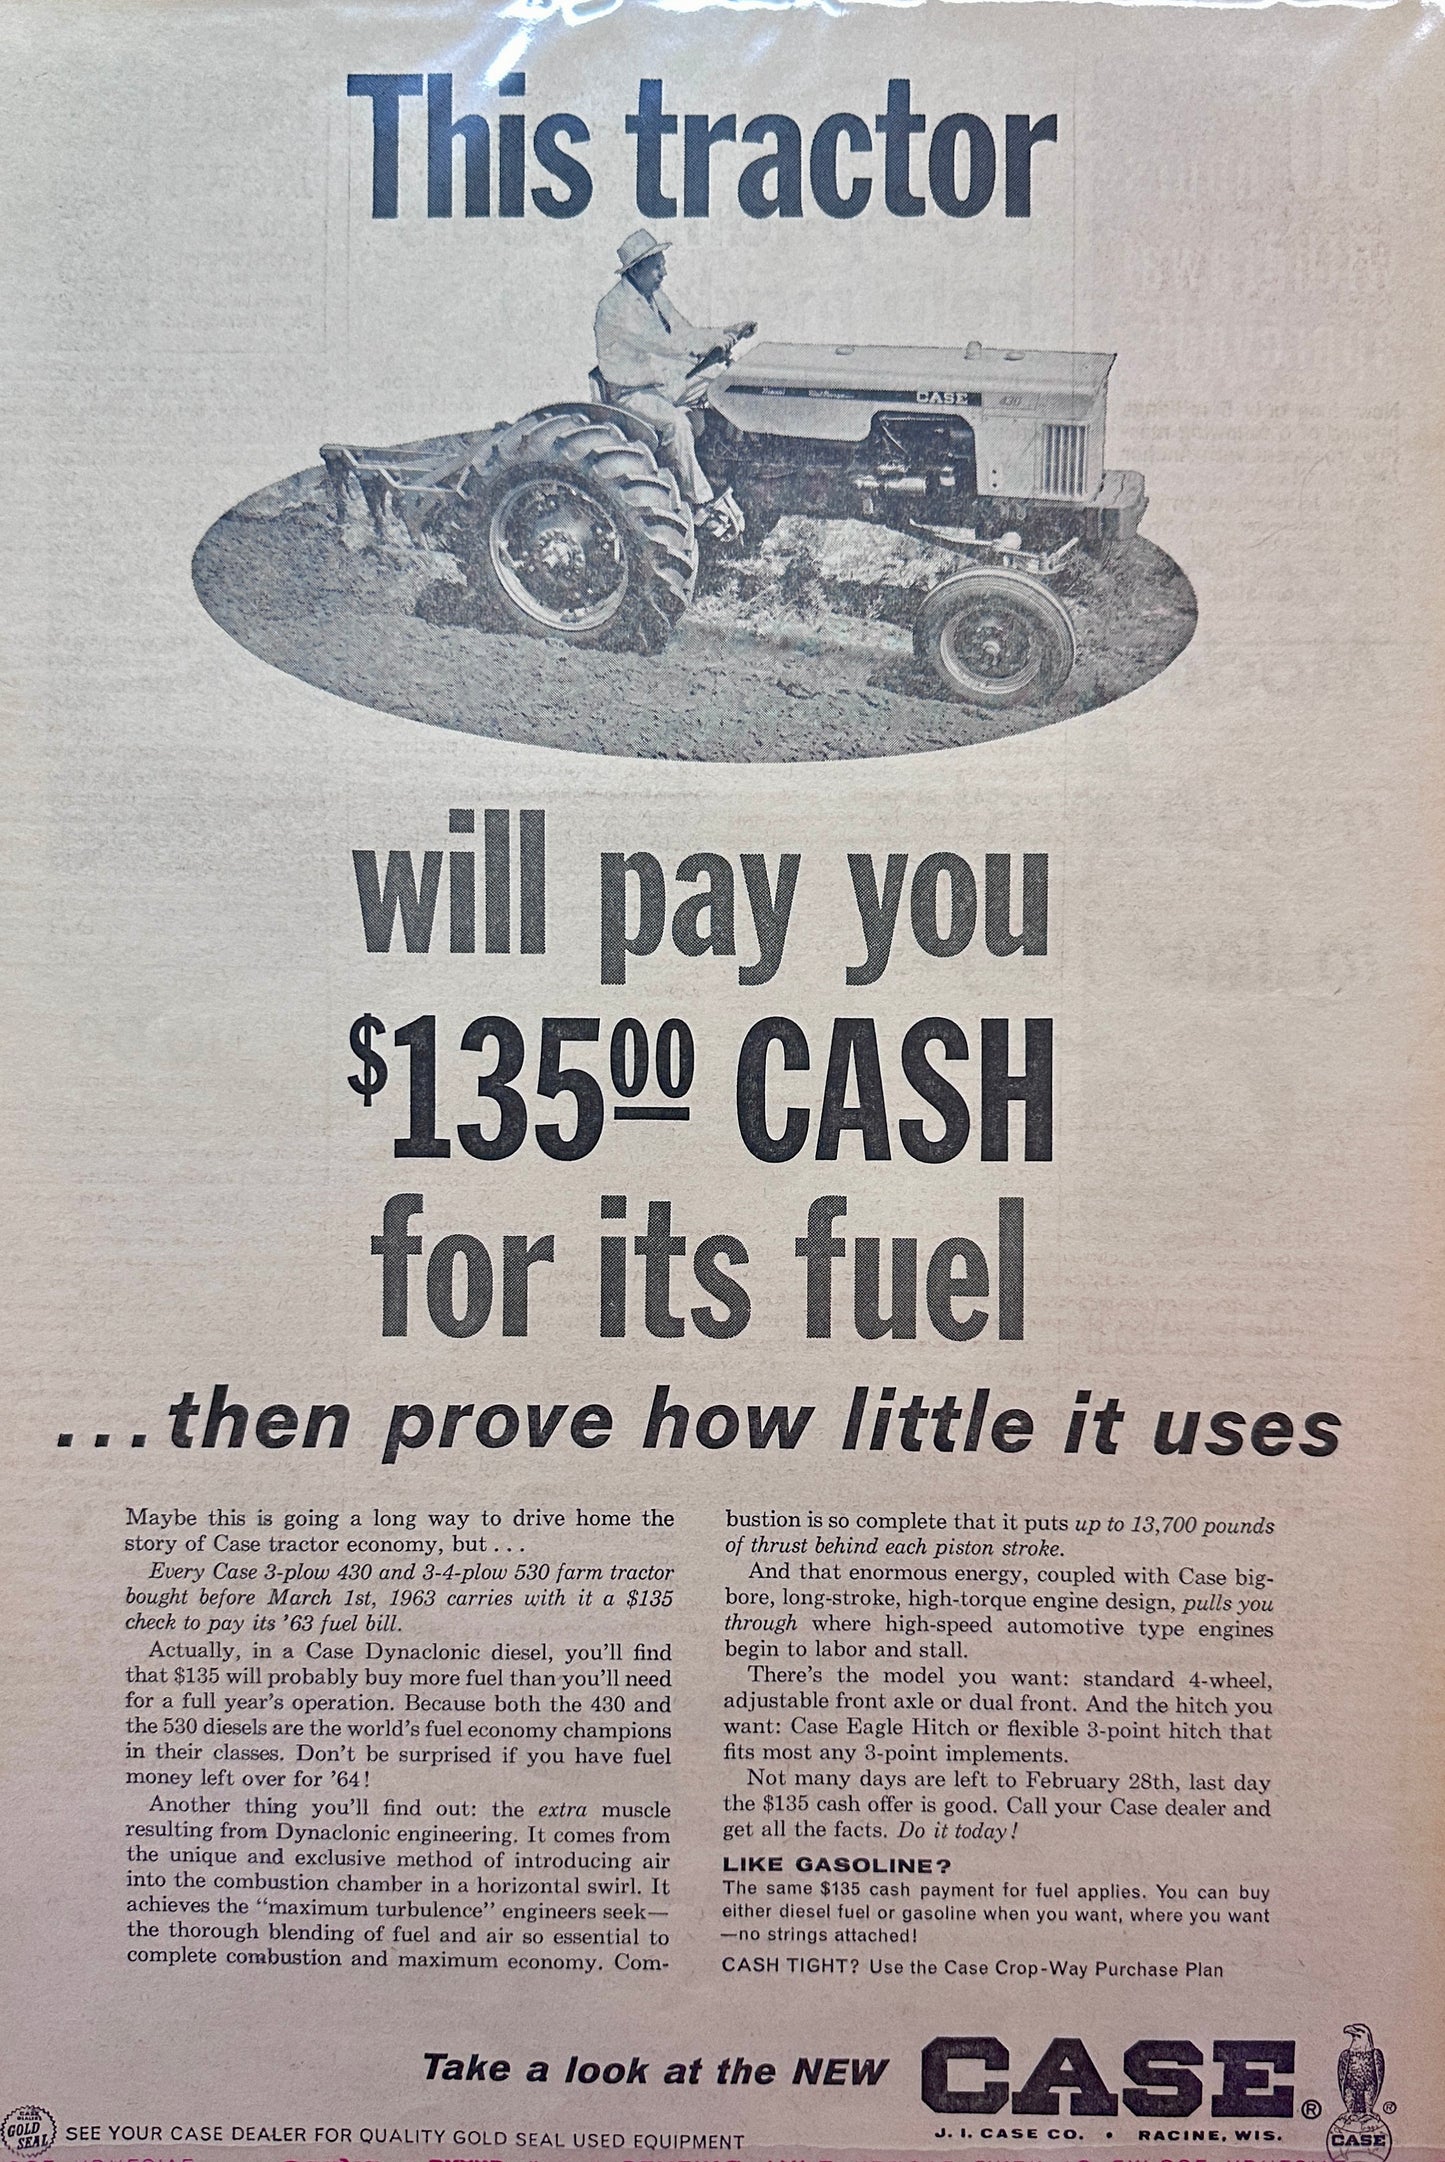 This tractor
CASE 430
will pay you
$135 00 CASH
for its fuel
...then prove how little it uses
Maybe this is going a long way to drive home the
story of Case tractor economy, but . . .
Every Case 3-plow 430 and 3-4-plow 530 farm tractor
bought before March 1st, 1963 carries with it a $135
check to pay its ’63 fuel bill.
Actually, in a Case Dynaclonic diesel, you’ll find
that $135 will probably buy more fuel than you’ll need
for a full year’s operation. Because both the 430 and
the 530 diesels are the world’s fuel economy champions
in their classes. Don’t be surprised if you have fuel
money left over for ’64!
Another thing you’ll find out: the extra muscle
resulting from Dynaclonic engineering. It comes from
the unique and exclusive method of introducing air
into the combustion chamber in a horizontal swirl. It
achieves the “maximum turbulence” engineers seek—
the thorough blending of fuel and air so essential to
complete combustion and maximum economy. Com-
bustion is so complete that it puts up to 13,700 pounds
of thrust behind each piston stroke.
And that enormous energy, coupled with Case big-
bore, long-stroke, high-torque engine design, pulls you
through where high-speed automotive type engines
begin to labor and stall.
There’s the model you want: standard 4-wheel,
adjustable front axle or dual front. And the hitch you
want: Case Eagle Hitch or flexible 3-point hitch that
fits most any 3-point implements.
Not many days are left to February 28th, last day
the $135 cash offer is good. Call your Case dealer and
get all the facts. Do it today!
LIKE GASOLINE?
The same $135 cash payment for fuel applies. You can buy
either diesel fuel or gasoline when you want, where you want
—no strings attached!
CASH TIGHT? Use the Case Crop-Way Purchase Plan
Take a look at the NEW CASE®
J. I. CASE CO. • RACINE, WIS.
®
CASE
CASE DEALER GOLD SEAL
SEE YOUR CASE DEALER FOR QUALITY GOLD SEAL USED EQUIPMENT